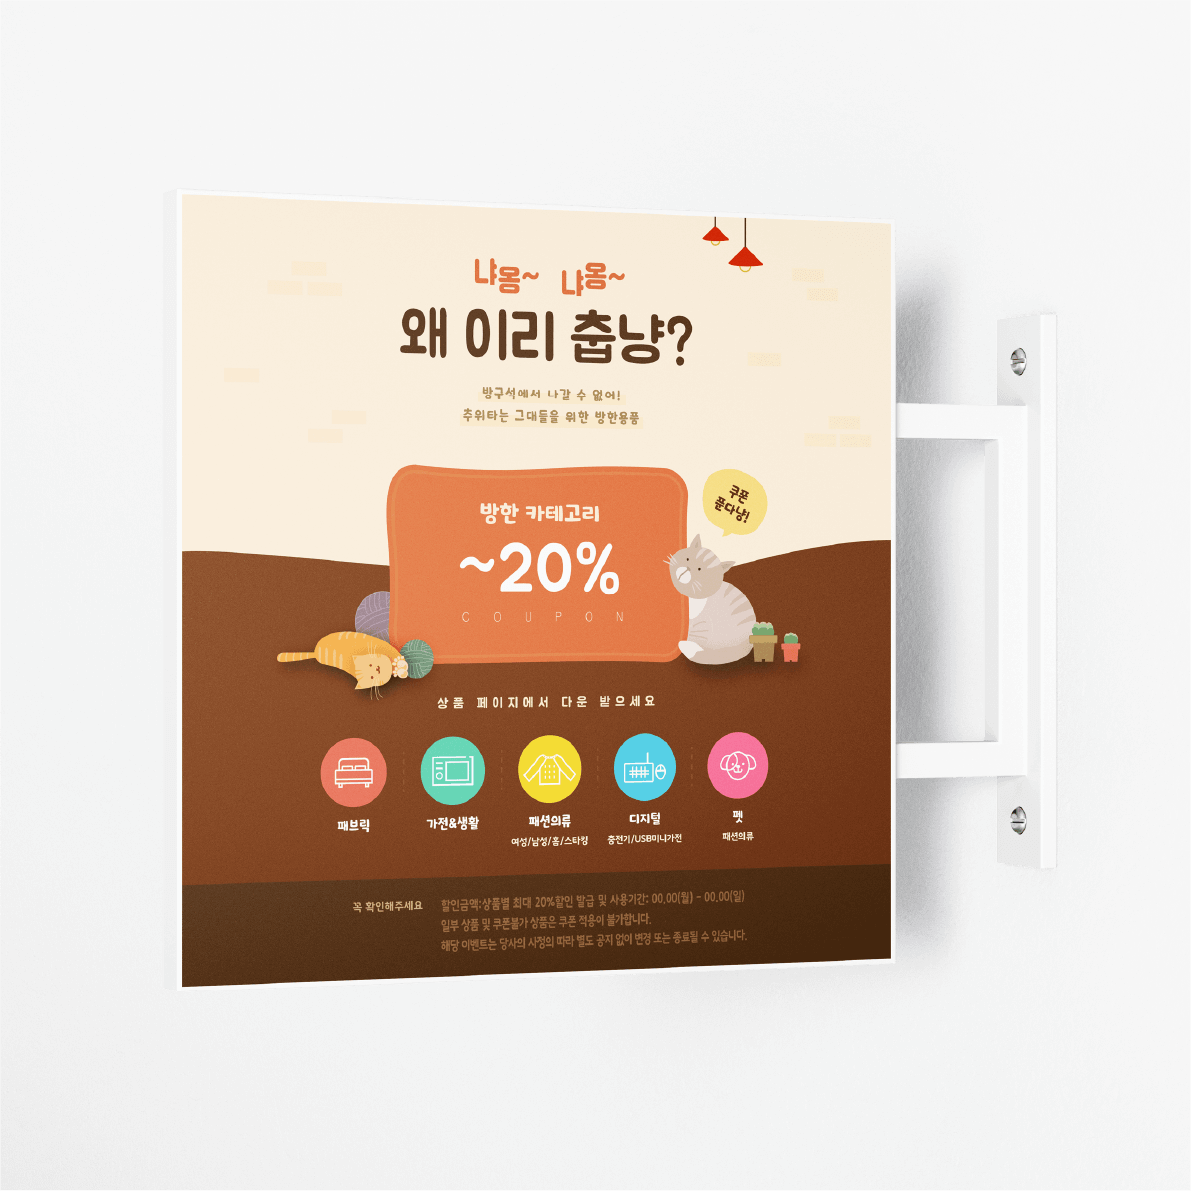 냐옹~ 냐옹~
왜 이리 춥냥?
방구석에서 나갈 수 없어!
추위타는 그대들을 위한 방한용품
쿠폰
푼다냥!
방한 카테고리
~20%
COUPON
상품 페이지에서 다운 받으세요
패브릭
가전&생활
패션의류
여성/남성/홈/스타킹
디지털
충전기/USB미니가전
펫
패션의류
꼭 확인해주세요
할인금액:상품별 최대 20%할인 발급 및 사용기간: 00.00(월) - 00.00(일)
일부 상품 및 쿠폰불가 상품은 쿠폰 적용이 불가합니다.
해당 이벤트는 당사의 사정의 따라 별도 공지 없이 변경 또는 종료될 수 있습니다.